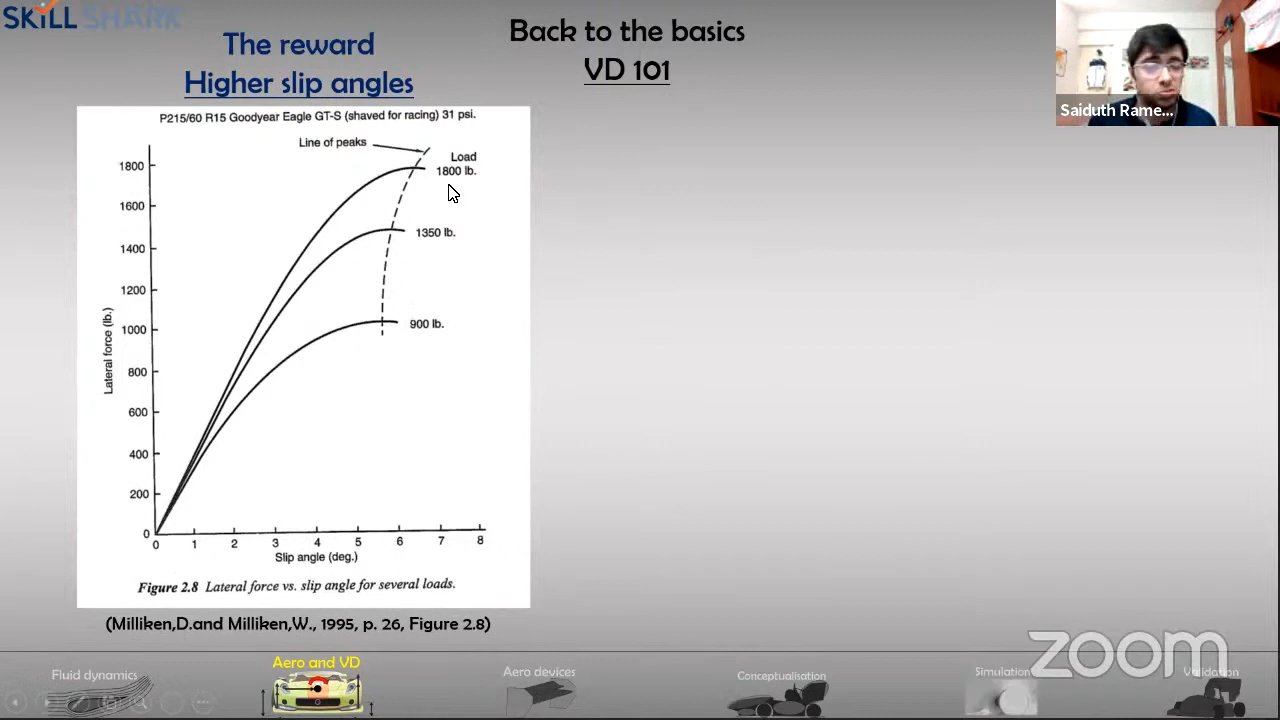 SKiLL SHARK
The reward
Higher slip angles
Back to the basics
VD 101
Saiduth Rame...
P215/60 R15 Goodyear Eagle GT-S (shaved for racing) 31 psi.
Line of peaks
Load
1800 lb.
1350 lb.
900 lb.
1800
1600
1400
1200
1000
800
600
400
200
0
Lateral force (lb.)
0 1 2 3 4 5 6 7 8
Slip angle (deg.)
Figure 2.8 Lateral force vs. slip angle for several loads.
(Milliken,D.and Milliken,W., 1995, p. 26, Figure 2.8)
zoom
Fluid dynamics
Aero and VD
Aero devices
Conceptualisation
Simulation
Validation